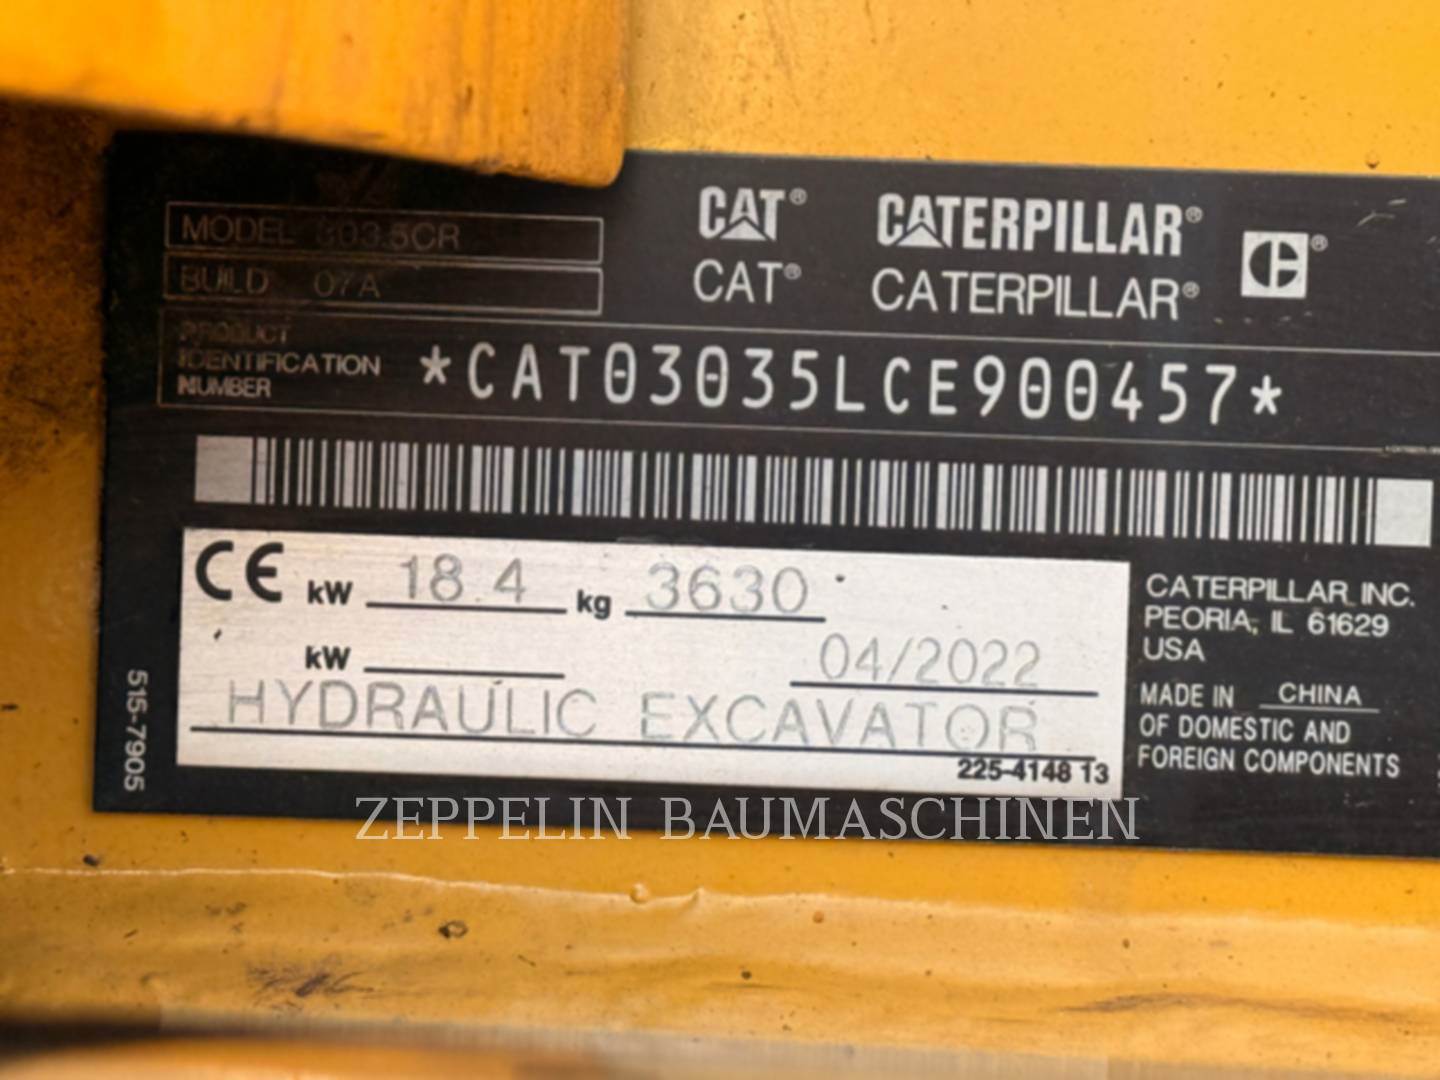 MODEL 303.5CR
BUILD 07A
CAT® CATERPILLAR®
CAT® CATERPILLAR® ®
PRODUCT
IDENTIFICATION
NUMBER
*CAT03035LCE900457*
CE kW 18.4 kg 3630
kW 04/2022
HYDRAULIC EXCAVATOR
225-4148 13
515-7905
CATERPILLAR INC.
PEORIA, IL 61629
USA
MADE IN CHINA
OF DOMESTIC AND
FOREIGN COMPONENTS
ZEPPELIN BAUMASCHINEN